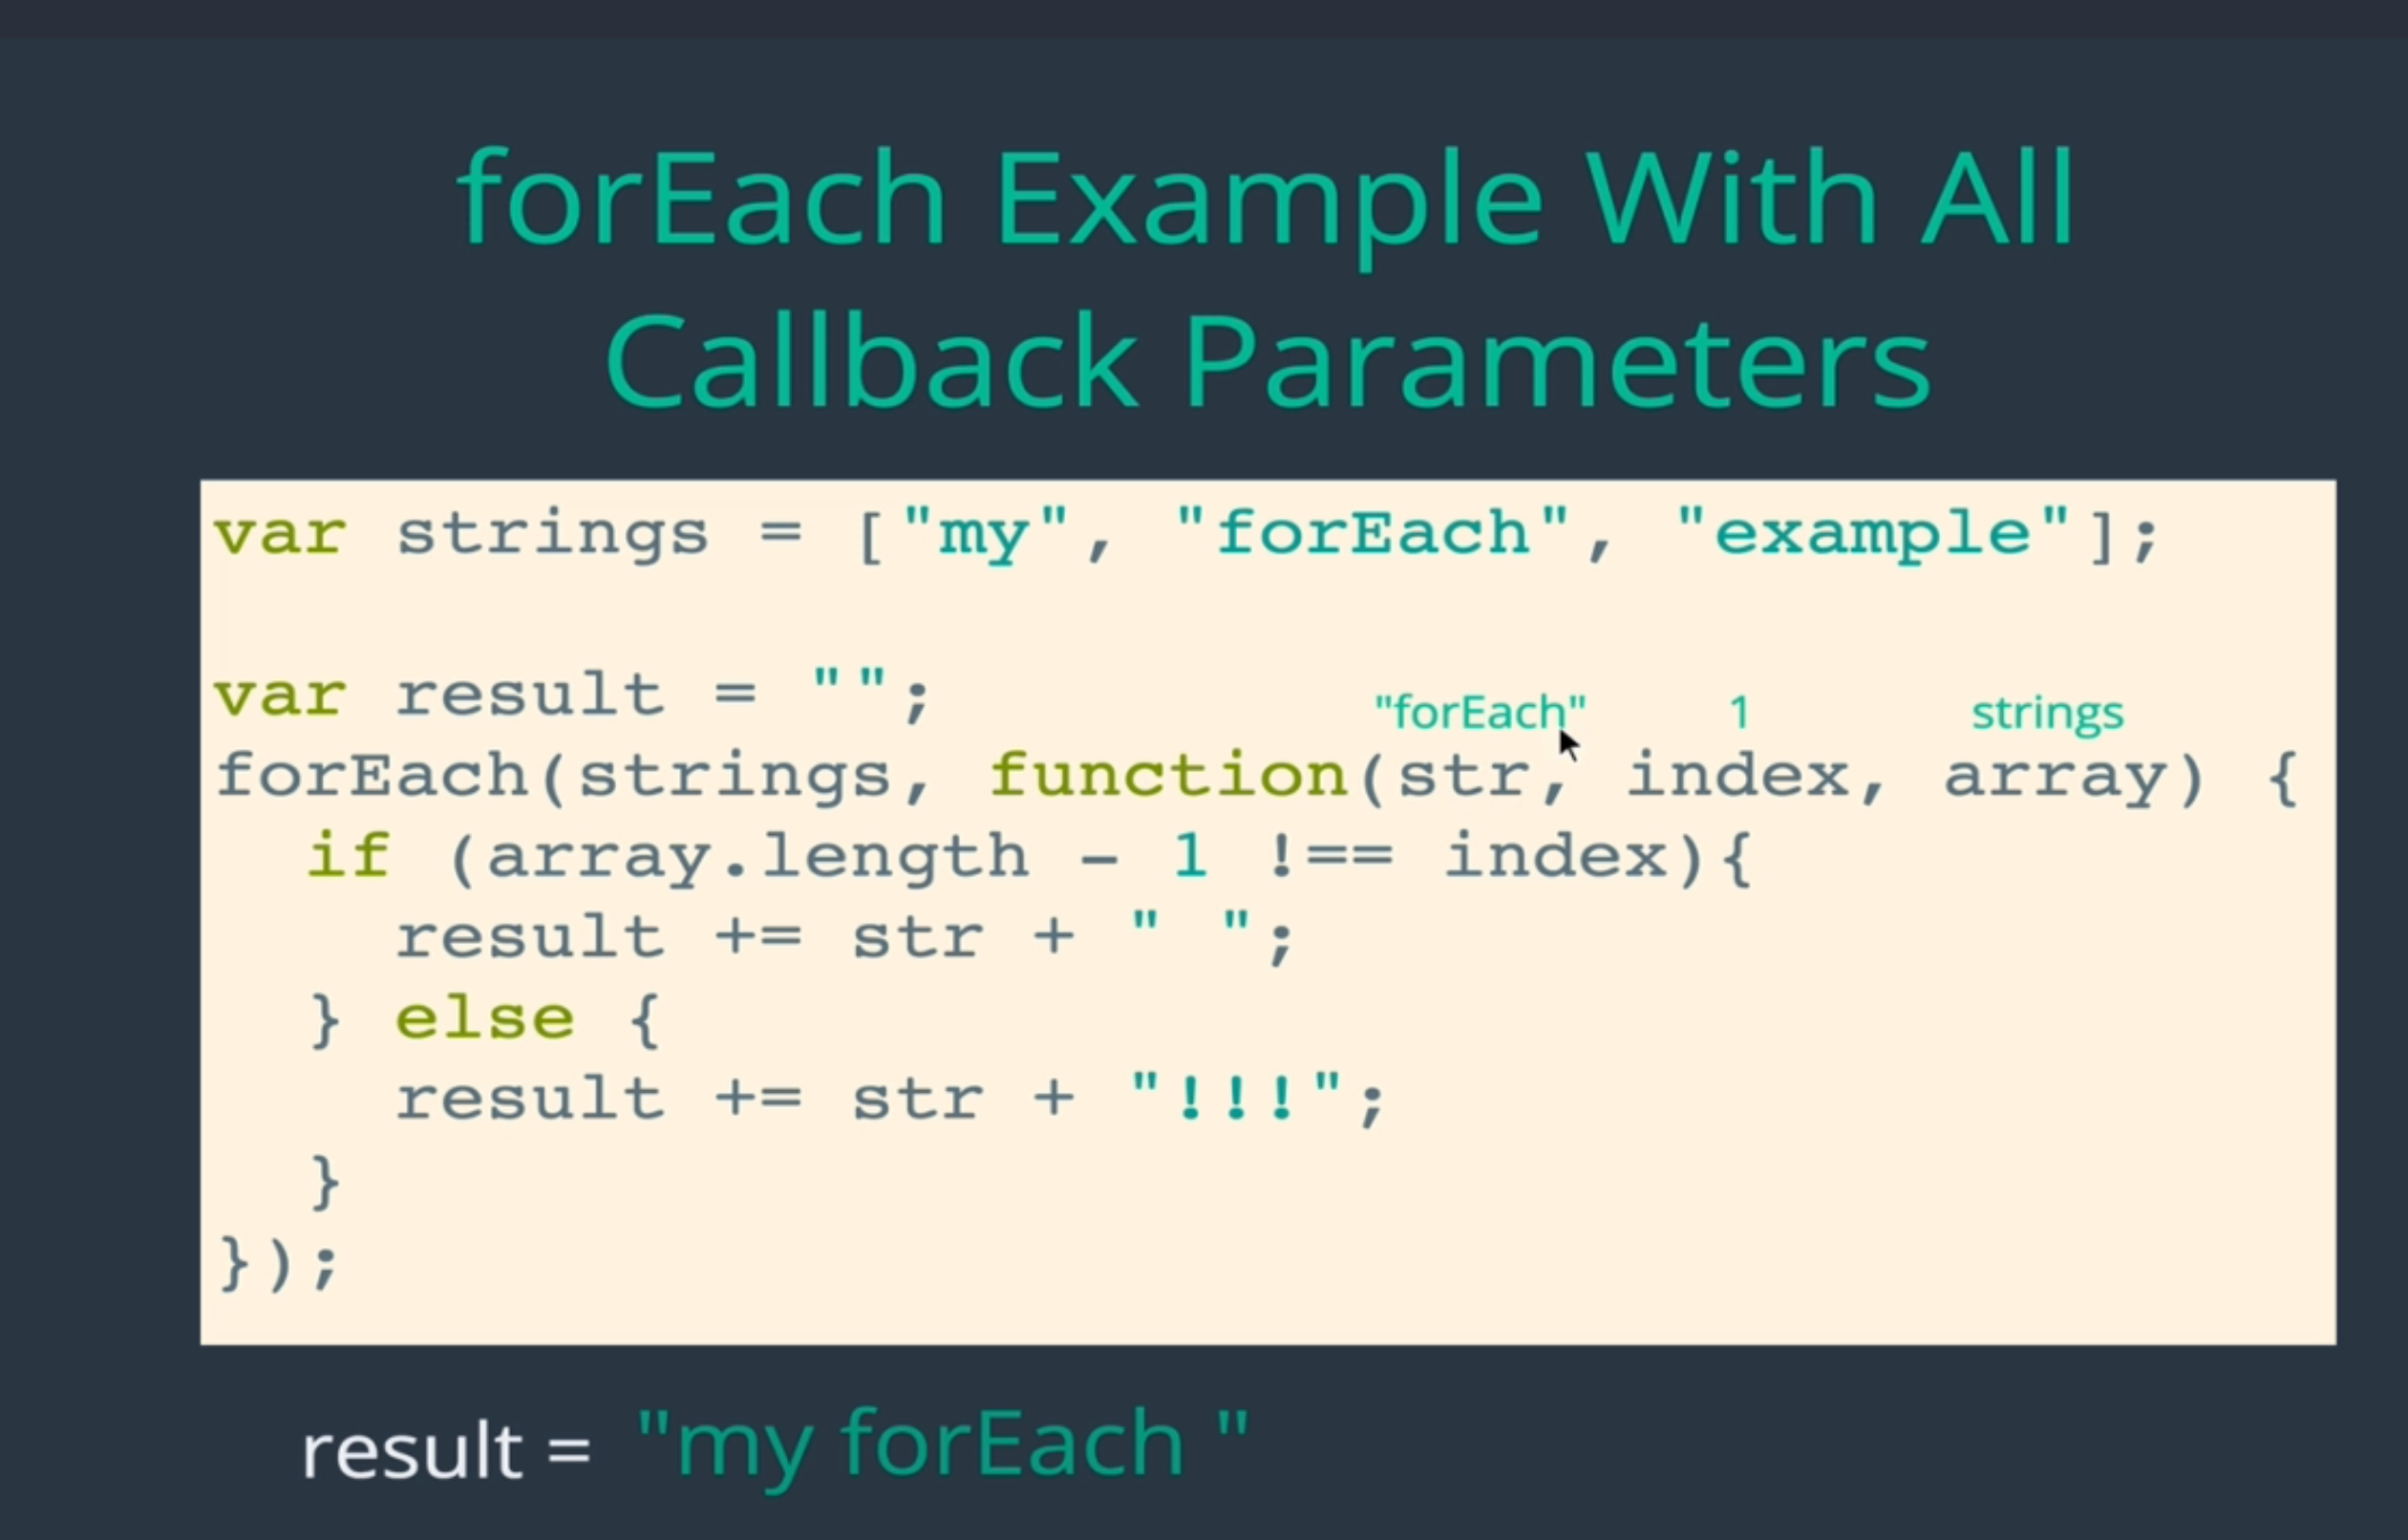 forEach Example With All
Callback Parameters
var strings = ["my", "forEach", "example"];
var result = "";
"forEach" 1 strings
forEach(strings, function(str, index, array) {
if (array.length - 1 !== index){
result += str + " ";
} else {
result += str + "!!!";
}
});
result = "my forEach "